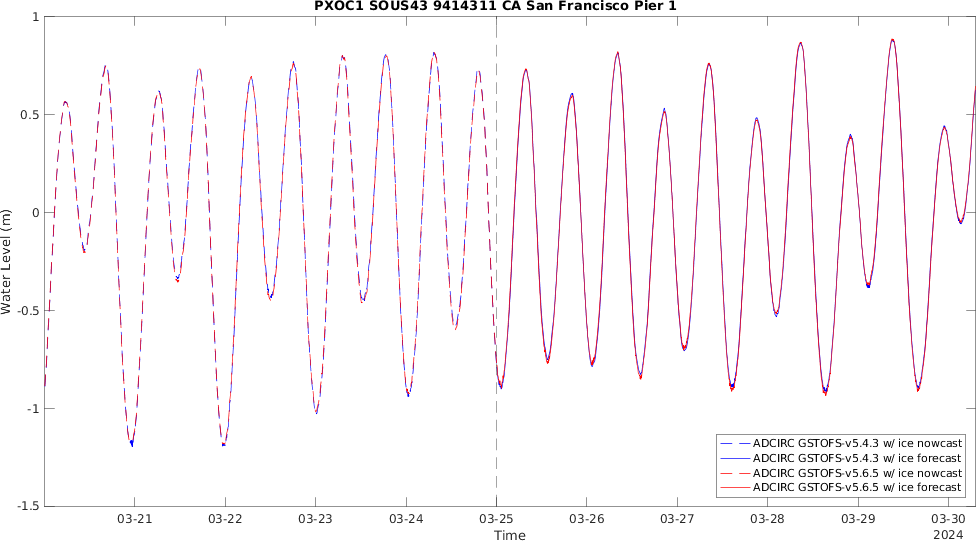 PXOC1 SOUS43 9414311 CA San Francisco Pier 1
Water Level (m)
1
0.5
0
-0.5
-1
-1.5
03-21
03-22
03-23
03-24
03-25
03-26
03-27
03-28
03-29
03-30
2024
Time
ADCIRC GSTOFS-v5.4.3 w/ ice nowcast
ADCIRC GSTOFS-v5.4.3 w/ ice forecast
ADCIRC GSTOFS-v5.6.5 w/ ice nowcast
ADCIRC GSTOFS-v5.6.5 w/ ice forecast